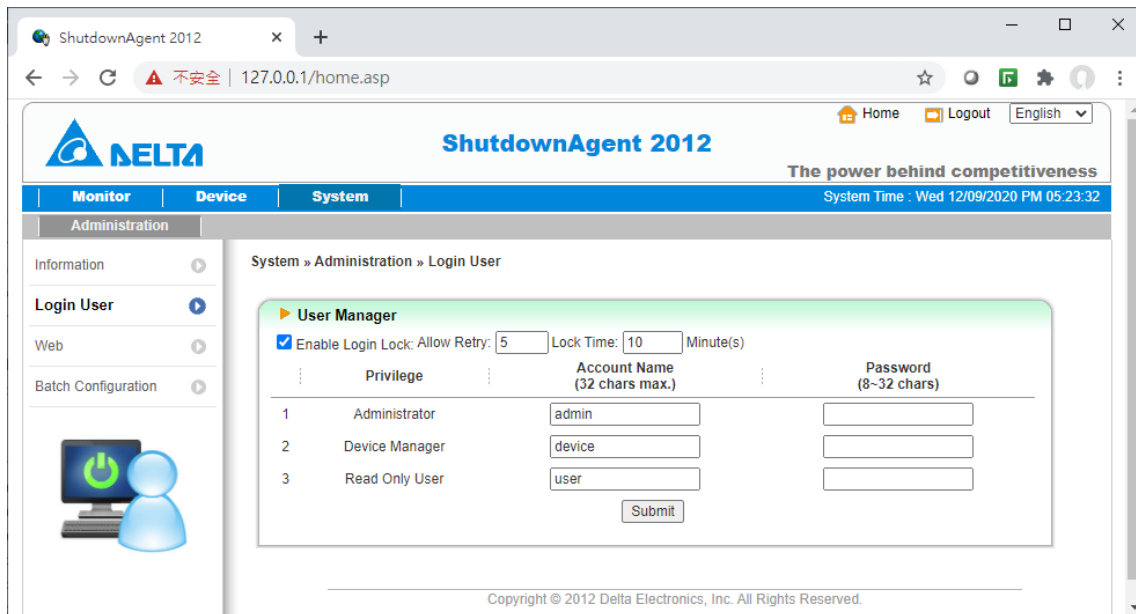 ShutdownAgent 2012
不安全 | 127.0.0.1/home.asp
Home Logout English
DELTA
ShutdownAgent 2012
The power behind competitiveness
Monitor Device System System Time : Wed 12/09/2020 PM 05:23:32
Administration
Information
Login User
Web
Batch Configuration
System » Administration » Login User
User Manager
Enable Login Lock: Allow Retry: 5 Lock Time: 10 Minute(s)
Privilege Account Name Password
(32 chars max.) (8~32 chars)
1 Administrator admin
2 Device Manager device
3 Read Only User user
Submit
Copyright © 2012 Delta Electronics, Inc. All Rights Reserved.